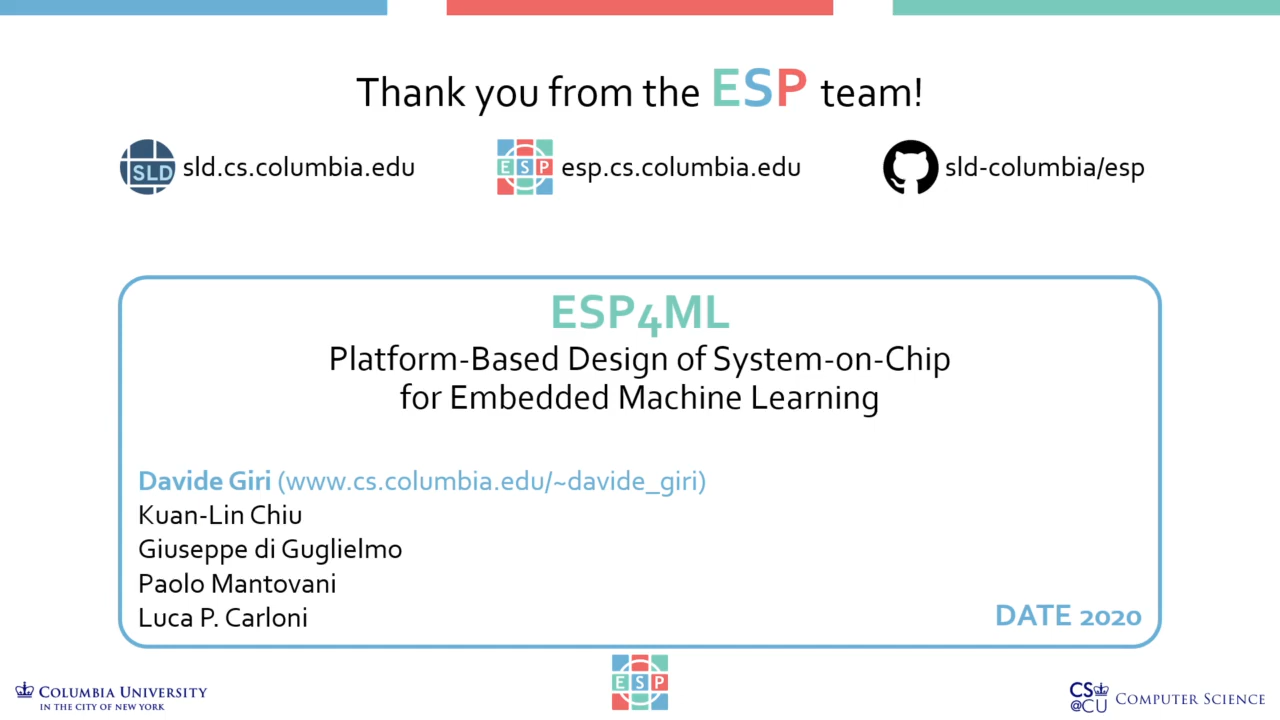 Thank you from the ESP team!
SLD sld.cs.columbia.edu
ESP esp.cs.columbia.edu
sld-columbia/esp
ESP4ML
Platform-Based Design of System-on-Chip
for Embedded Machine Learning
Davide Giri (www.cs.columbia.edu/~davide_giri)
Kuan-Lin Chiu
Giuseppe di Guglielmo
Paolo Mantovani
Luca P. Carloni
DATE 2020
COLUMBIA UNIVERSITY
IN THE CITY OF NEW YORK
ESP
CS
@CU
COMPUTER SCIENCE